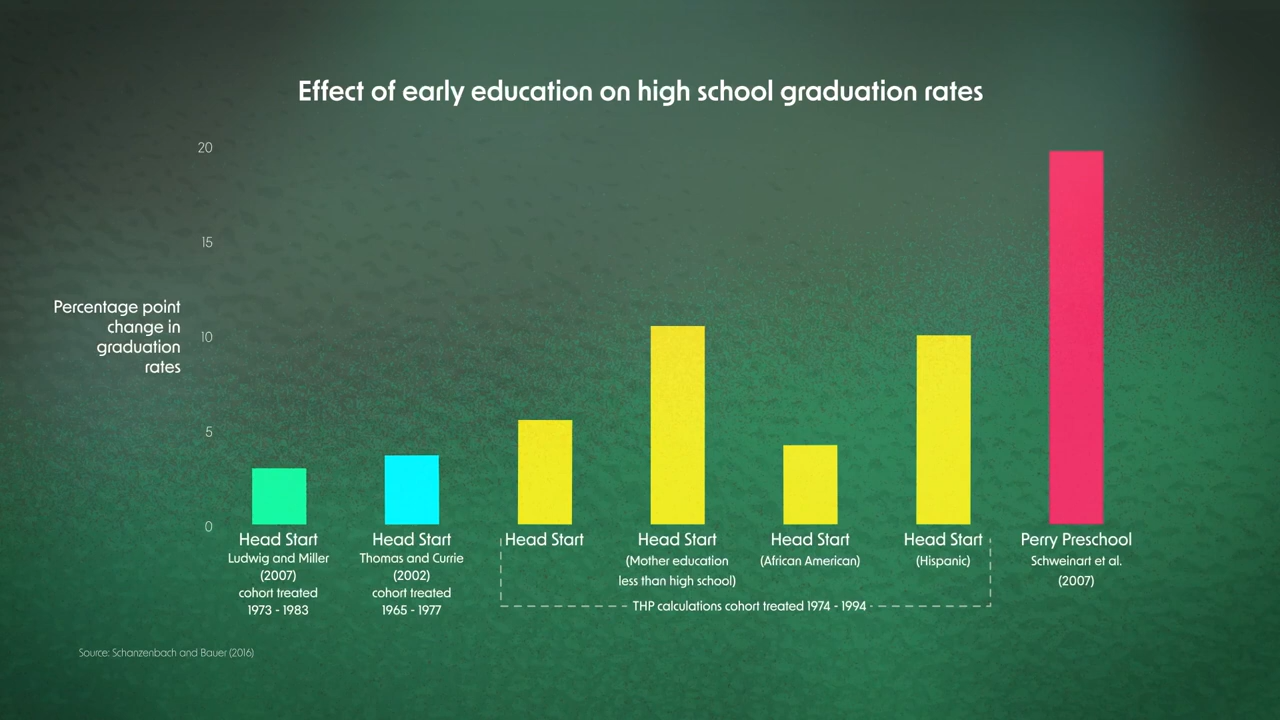 Effect of early education on high school graduation rates
20
15
10
5
0
Percentage point
change in
graduation
rates
Head Start
Ludwig and Miller
(2007)
cohort treated
1973 - 1983
Head Start
Thomas and Currie
(2002)
cohort treated
1965 - 1977
Head Start
Head Start
(Mother education
less than high school)
Head Start
(African American)
Head Start
(Hispanic)
THP calculations cohort treated 1974 - 1994
Perry Preschool
Schweinart et al.
(2007)
Source: Schanzenbach and Bauer (2016)